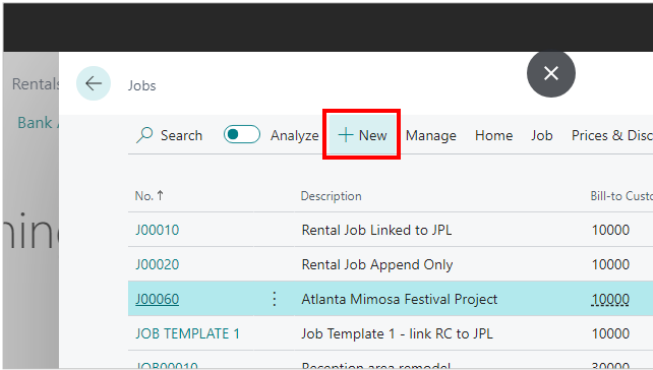 Rentals
Jobs
Bank
Search Analyze + New Manage Home Job Prices & Disc
No. ↑ Description Bill-to Custo
J00010 Rental Job Linked to JPL 10000
J00020 Rental Job Append Only 10000
J00060 Atlanta Mimosa Festival Project 10000
JOB TEMPLATE 1 Job Template 1 - link RC to JPL 10000
JOB00010 Reception area remodel 30000